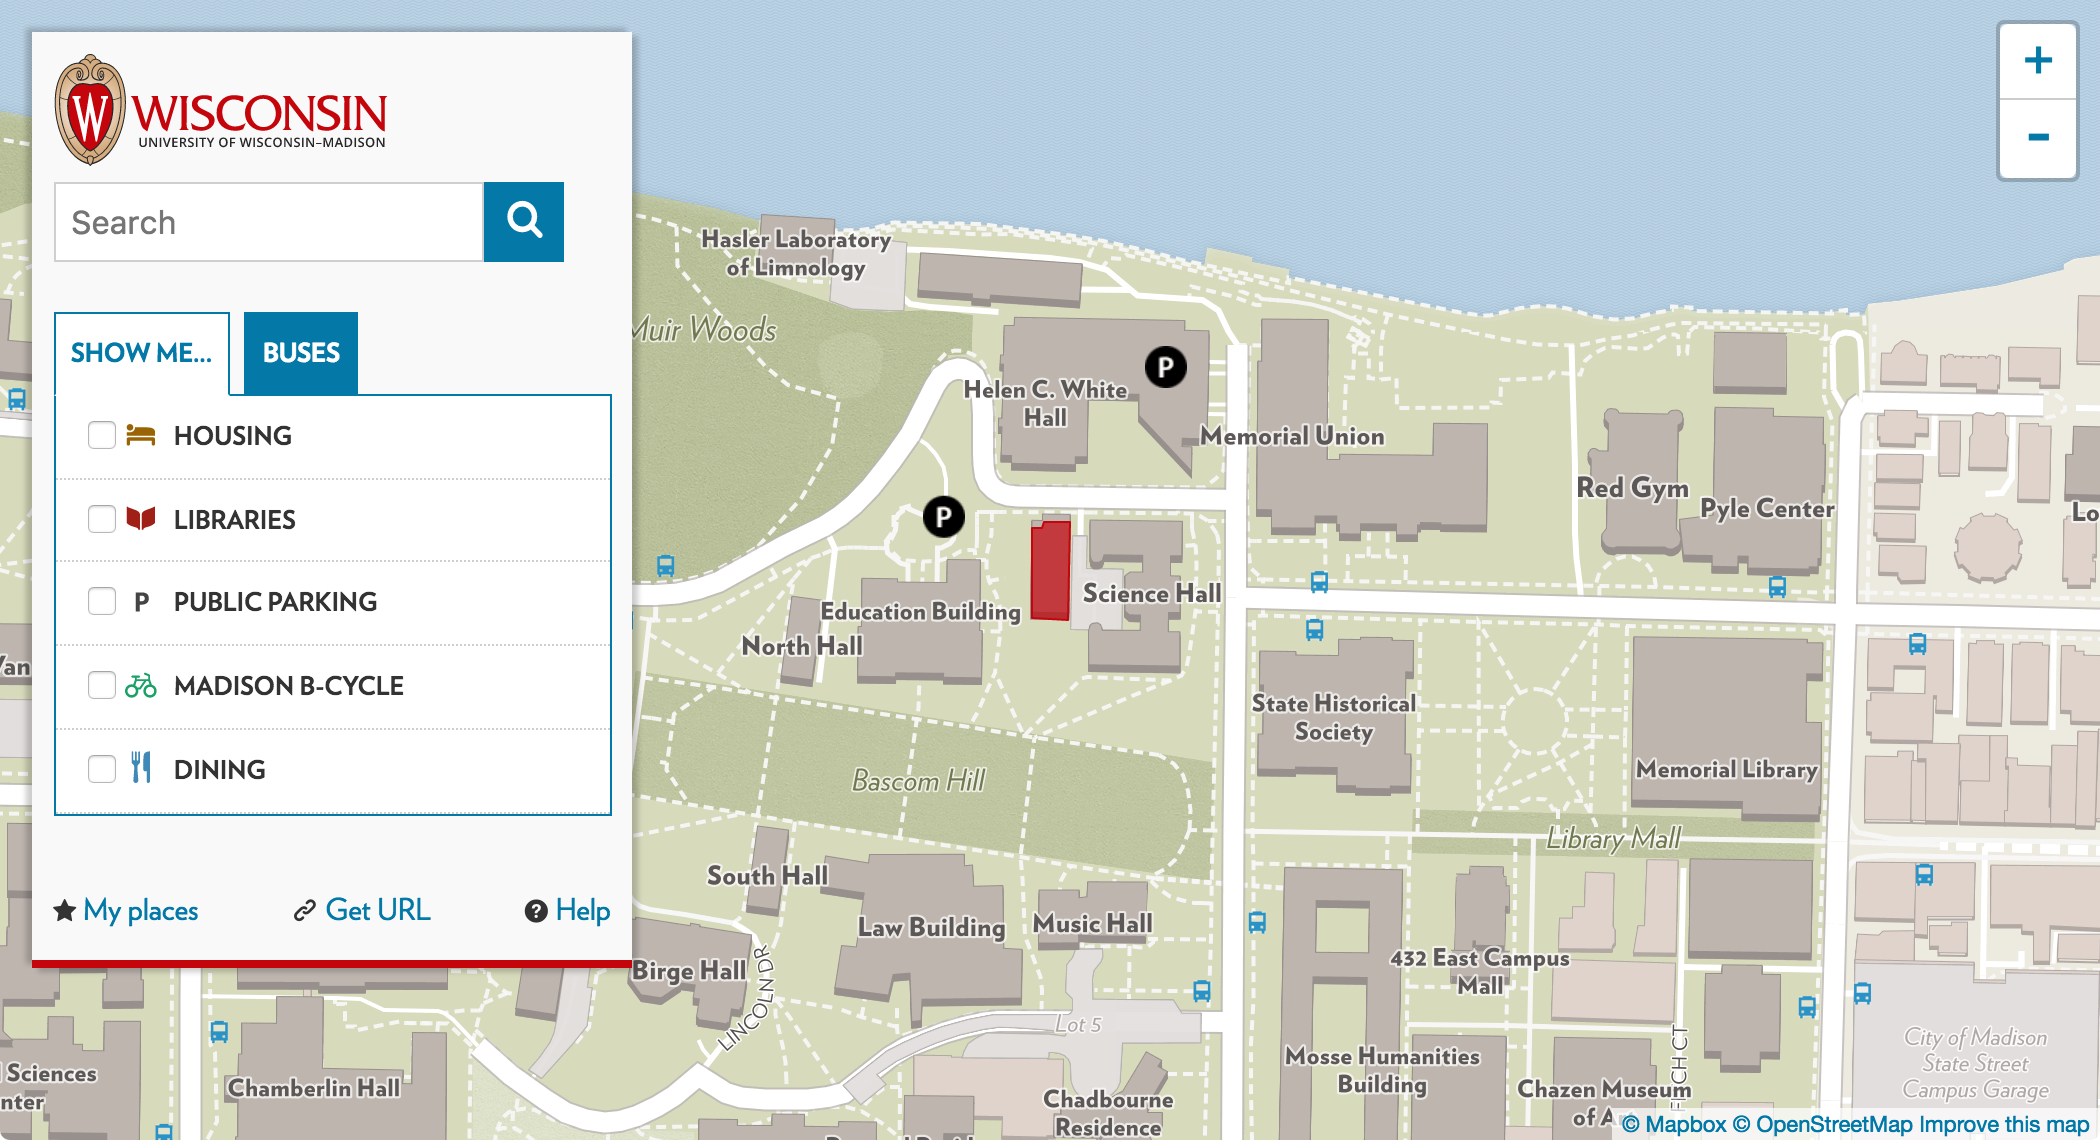 W
WISCONSIN
UNIVERSITY OF WISCONSIN–MADISON
Search
SHOW ME...
BUSES
HOUSING
LIBRARIES
P
PUBLIC PARKING
MADISON B-CYCLE
DINING
My places
Get URL
? Help
+
-
Hasler Laboratory
of Limnology
Muir Woods
Helen C. White
Hall
P
Memorial Union
Red Gym
Pyle Center
Lo
P
Science Hall
Education Building
North Hall
State Historical
Society
Memorial Library
Bascom Hill
Library Mall
South Hall
Law Building
Music Hall
Birge Hall
LINCOLN DR
432 East Campus
Mall
Lot 5
Mosse Humanities
Building
Chazen Museum
of A
CH CT
City of Madison
State Street
Campus Garage
Chadbourne
Residence
Chamberlin Hall
l Sciences
nter
Van
© Mapbox © OpenStreetMap Improve this map